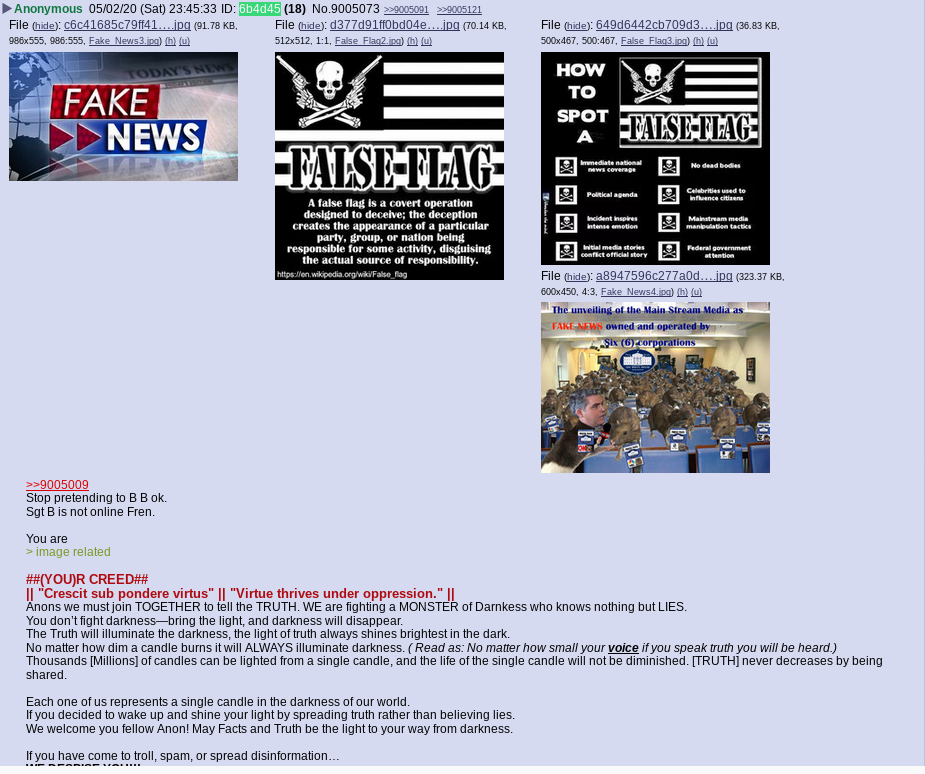 Anonymous 05/02/20 (Sat) 23:45:33 ID: 6b4d45 (18) No.9005073 >>9005091 >>9005121
File (hide): c6c41685c79ff41….jpg (91.78 KB, 986x555, 986:555, Fake_News3.jpg) (h) (u)
TODAY'S NEWS
FAKE
NEWS
File (hide): d377d91ff0bd04e….jpg (70.14 KB, 512x512, 1:1, False_Flag2.jpg) (h) (u)
FALSE-FLAG
A false flag is a covert operation
designed to deceive; the deception
creates the appearance of a particular
party, group, or nation being
responsible for some activity, disguising
the actual source of responsibility.
https://en.wikipedia.org/wiki/False_flag
File (hide): 649d6442cb709d3….jpg (36.83 KB, 500x467, 500:467, False_Flag3.jpg) (h) (u)
HOW
TO
SPOT
A
FALSE-FLAG
Immediate national
news coverage
No dead bodies
Political agenda
Celebrities used to
influence citizens
Incident inspires
intense emotion
Mainstream media
manipulation tactics
Initial media stories
conflict official story
Federal government
attention
File (hide): a8947596c277a0d….jpg (323.37 KB, 600x450, 4:3, Fake_News4.jpg) (h) (u)
The unveiling of the Main Stream Media as
FAKE NEWS owned and operated by
Six (6) corporations
>>9005009
Stop pretending to B B ok.
Sgt B is not online Fren.
You are
> image related
##(YOU)R CREED##
|| "Crescit sub pondere virtus" || "Virtue thrives under oppression." ||
Anons we must join TOGETHER to tell the TRUTH. WE are fighting a MONSTER of Darnkess who knows nothing but LIES.
You don't fight darkness—bring the light, and darkness will disappear.
The Truth will illuminate the darkness, the light of truth always shines brightest in the dark.
No matter how dim a candle burns it will ALWAYS illuminate darkness. ( Read as: No matter how small your voice if you speak truth you will be heard.)
Thousands [Millions] of candles can be lighted from a single candle, and the life of the single candle will not be diminished. [TRUTH] never decreases by being
shared.
Each one of us represents a single candle in the darkness of our world.
If you decided to wake up and shine your light by spreading truth rather than believing lies.
We welcome you fellow Anon! May Facts and Truth be the light to your way from darkness.
If you have come to troll, spam, or spread disinformation…
WE DESPISE YOU!!!!